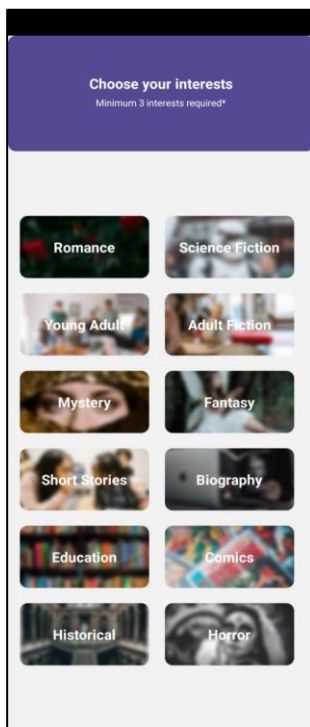 Choose your interests
Minimum 3 interests required*
Romance
Science Fiction
Young Adult
Adult Fiction
Mystery
Fantasy
Short Stories
Biography
Education
Comics
Historical
Horror